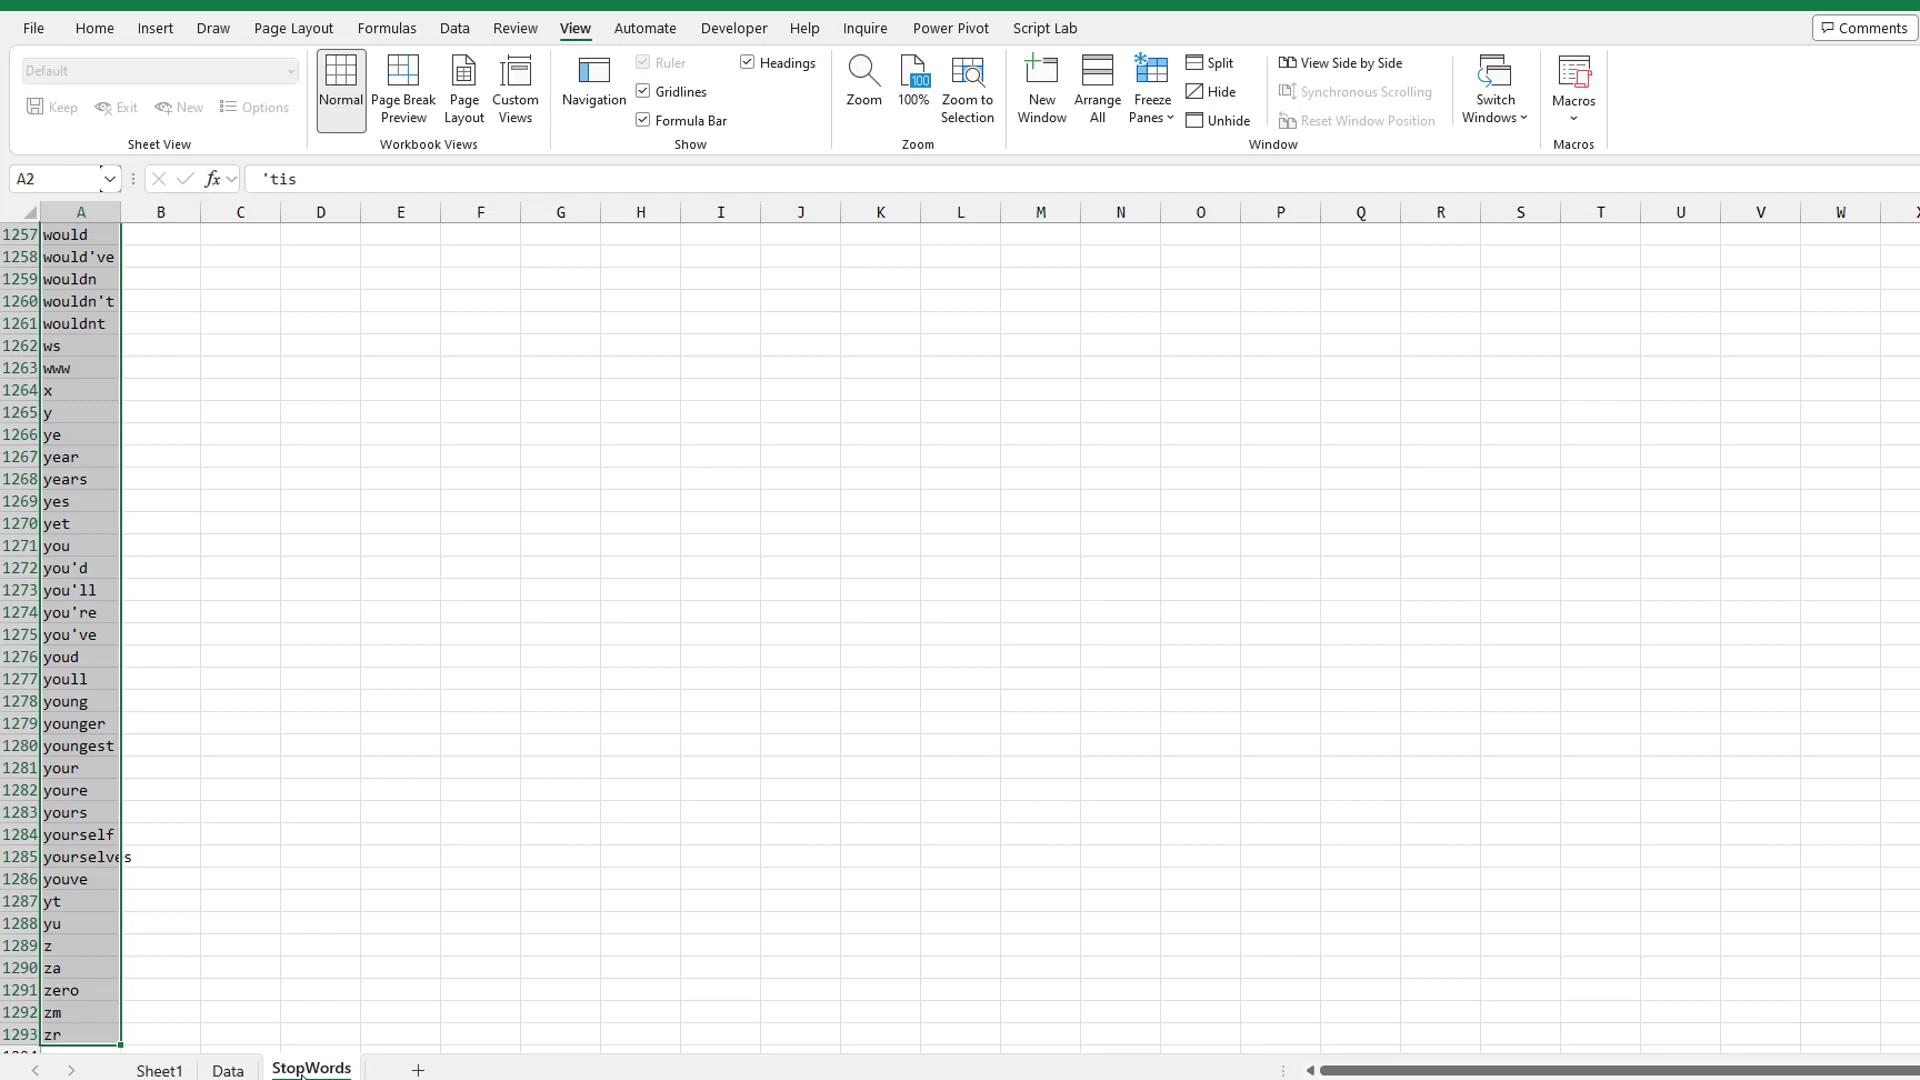 File Home Insert Draw Page Layout Formulas Data Review View Automate Developer Help Inquire Power Pivot Script Lab Comments
Default
Keep Exit New Options
Sheet View
Normal
Page Break Preview
Page Layout
Custom Views
Workbook Views
Navigation
Ruler
Gridlines
Formula Bar
Headings
Show
Zoom
100
100%
Zoom to Selection
Zoom
New Window
Arrange All
Freeze Panes
Split
Hide
Unhide
View Side by Side
Synchronous Scrolling
Reset Window Position
Switch Windows
Window
Macros
Macros
A2 fx 'tis
A B C D E F G H I J K L M N O P Q R S T U V W
1257 would
1258 would've
1259 wouldn
1260 wouldn't
1261 wouldnt
1262 ws
1263 www
1264 x
1265 y
1266 ye
1267 year
1268 years
1269 yes
1270 yet
1271 you
1272 you'd
1273 you'll
1274 you're
1275 you've
1276 youd
1277 youll
1278 young
1279 younger
1280 youngest
1281 your
1282 youre
1283 yours
1284 yourself
1285 yourselves
1286 youve
1287 yt
1288 yu
1289 z
1290 za
1291 zero
1292 zm
1293 zr
Sheet1 Data StopWords